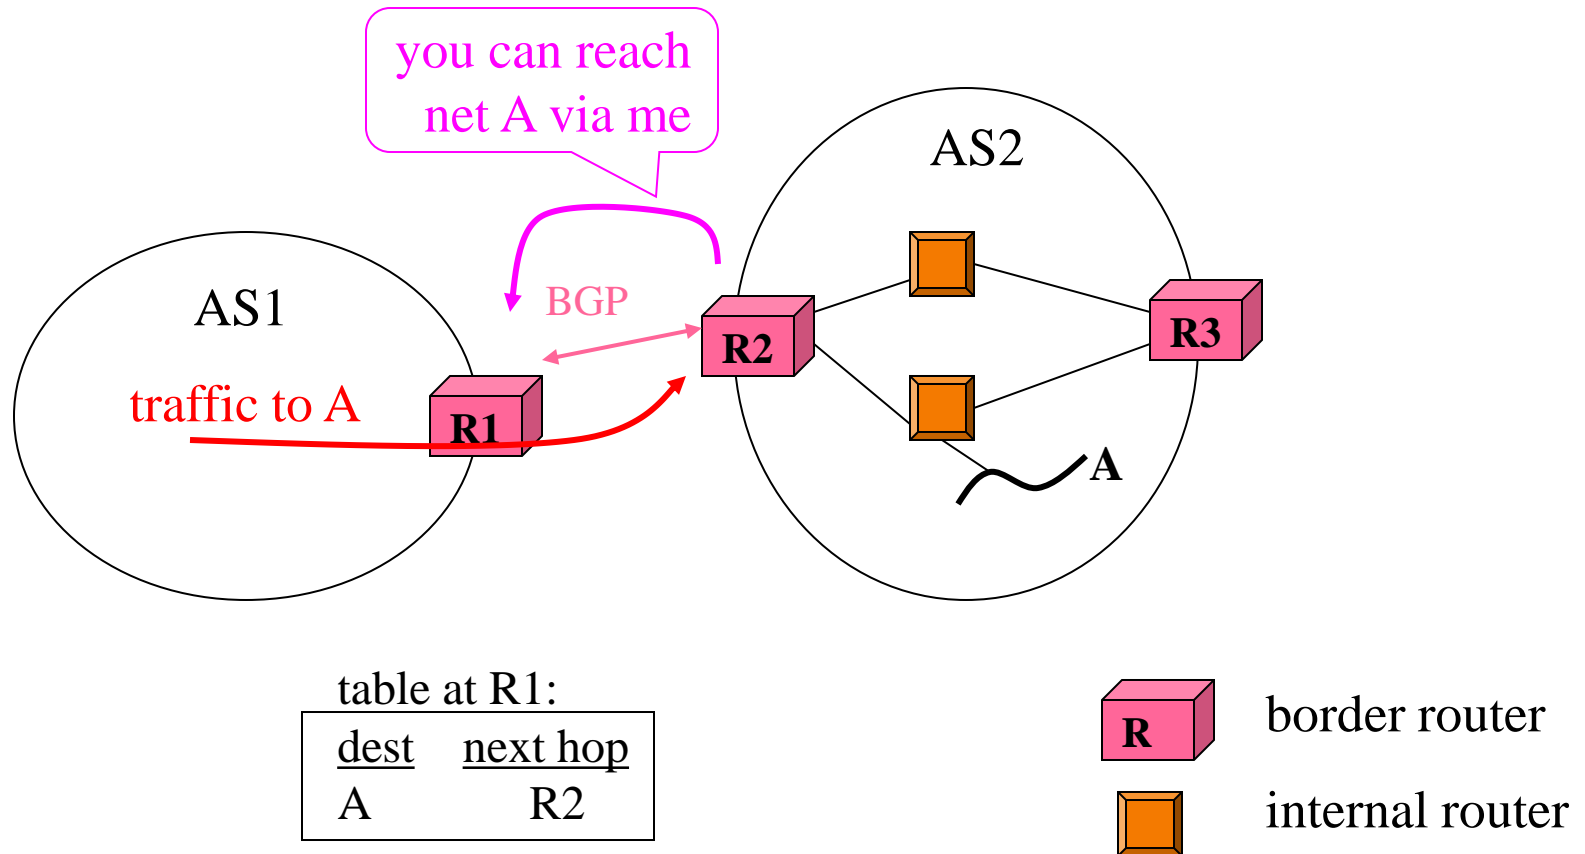 you can reach
net A via me
AS2
AS1
BGP
R2
R3
traffic to A
R1
A
table at R1:
dest next hop
A R2
R border router
internal router